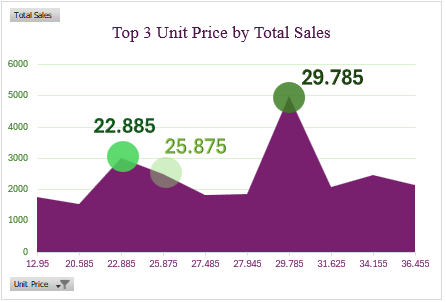 Total Sales
Top 3 Unit Price by Total Sales
6000
5000
4000
3000
2000
1000
0
22.885
25.875
29.785
12.95 20.585 22.885 25.875 27.485 27.945 29.785 31.625 34.155 36.455
Unit Price